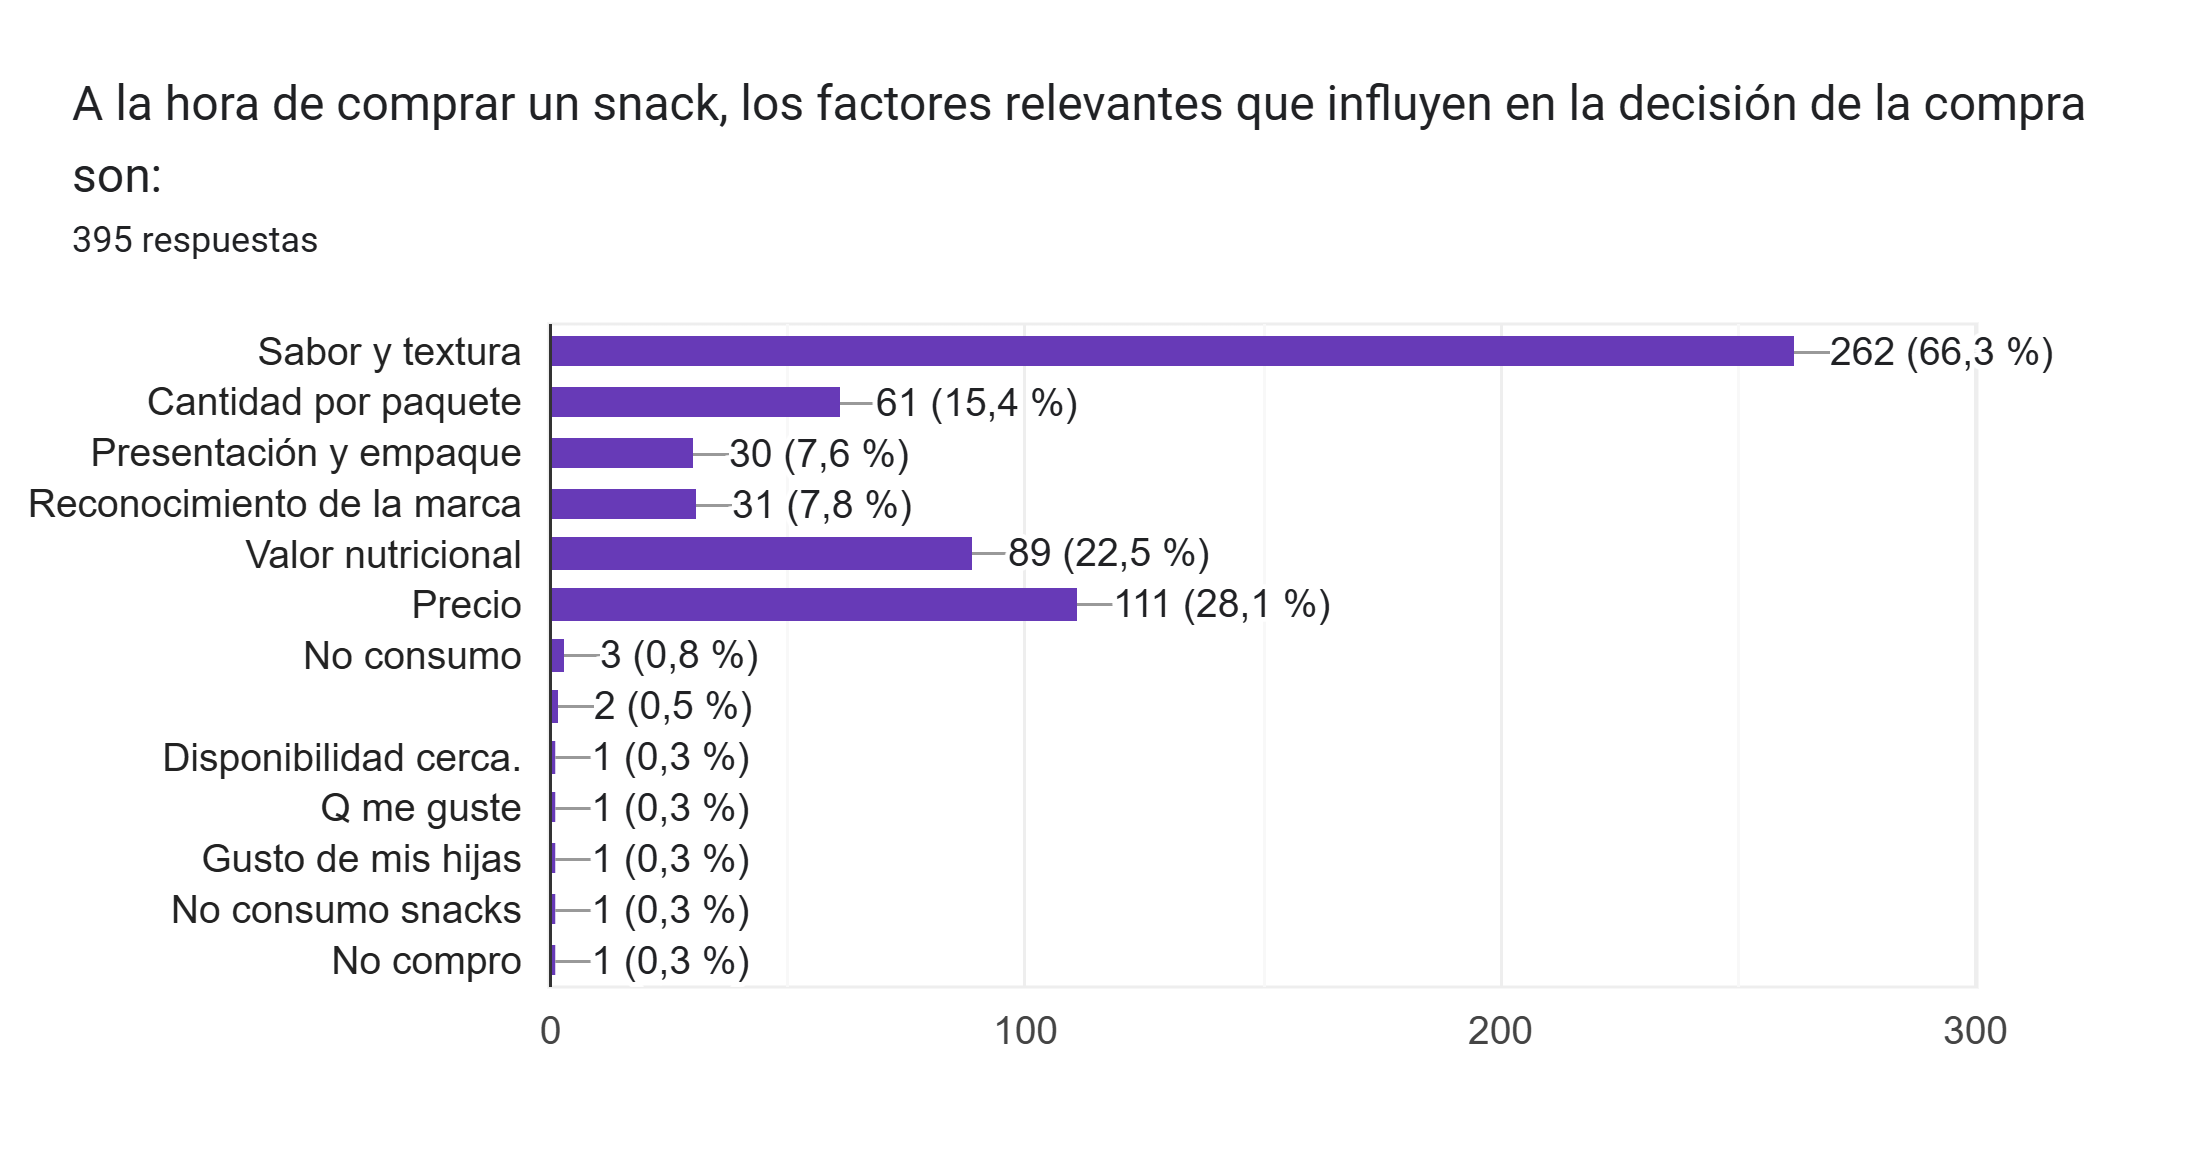 A la hora de comprar un snack, los factores relevantes que influyen en la decisión de la compra
son:
395 respuestas
Sabor y textura 262 (66,3 %)
Cantidad por paquete 61 (15,4 %)
Presentación y empaque 30 (7,6 %)
Reconocimiento de la marca 31 (7,8 %)
Valor nutricional 89 (22,5 %)
Precio 111 (28,1 %)
No consumo 3 (0,8 %)
2 (0,5 %)
Disponibilidad cerca. 1 (0,3 %)
Q me guste 1 (0,3 %)
Gusto de mis hijas 1 (0,3 %)
No consumo snacks 1 (0,3 %)
No compro 1 (0,3 %)
0 100 200 300